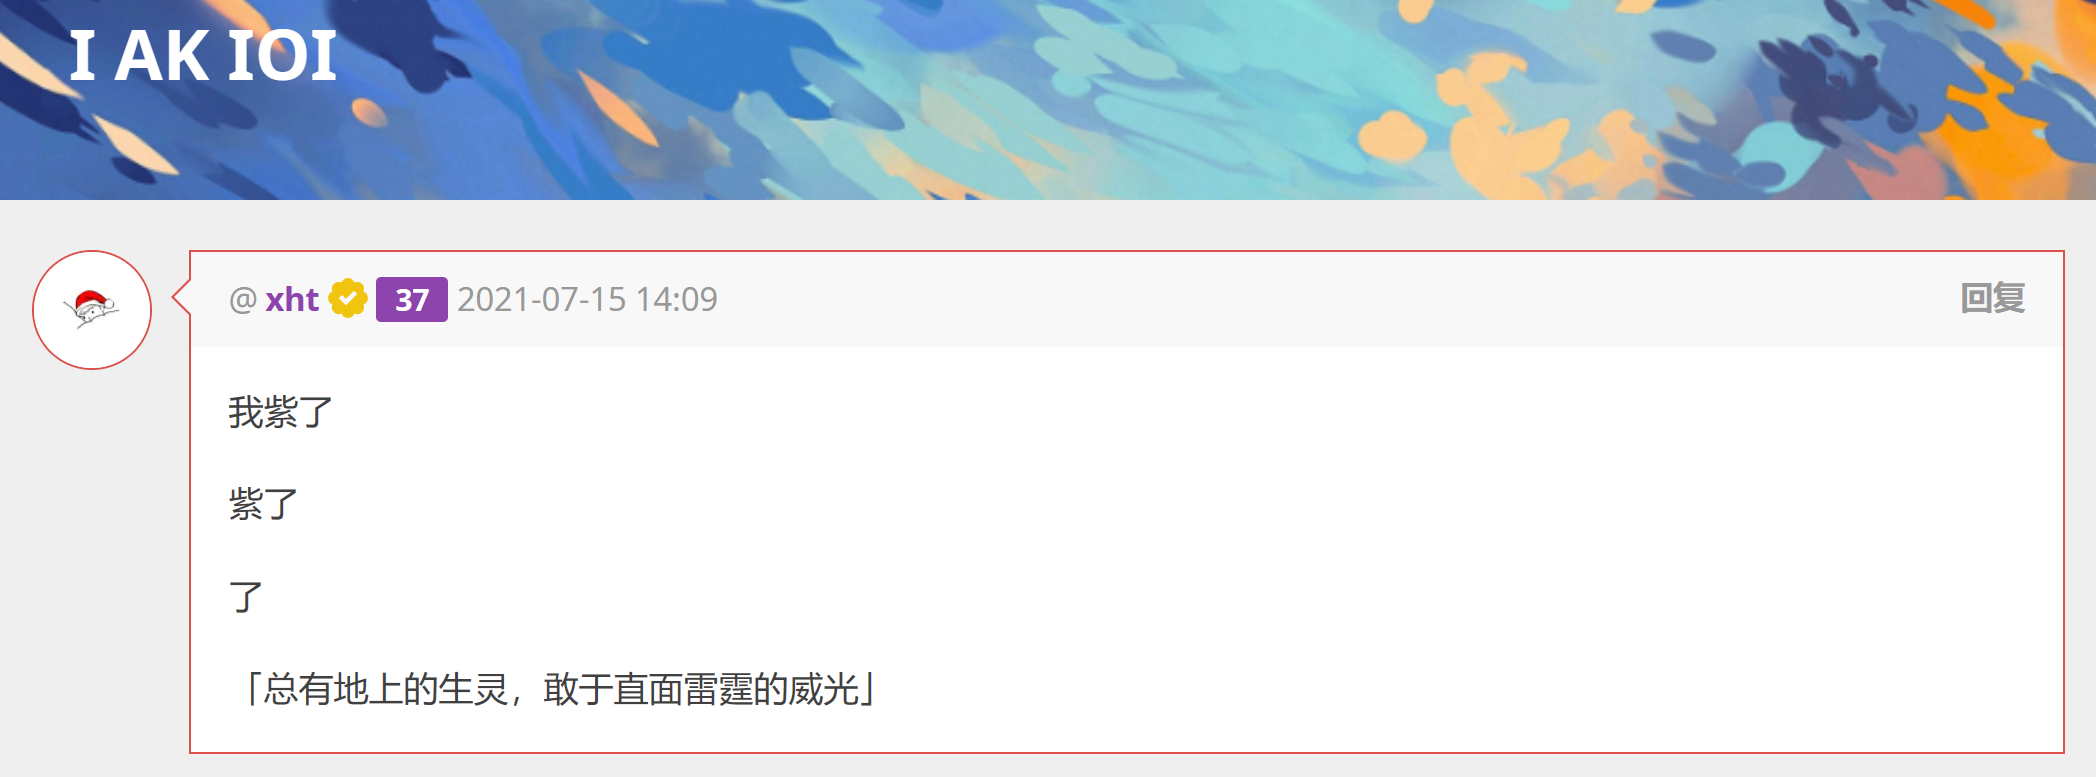 I AK IOI
@ xht 37 2021-07-15 14:09 回复
我紫了
紫了
了
「总有地上的生灵，敢于直面雷霆的威光」